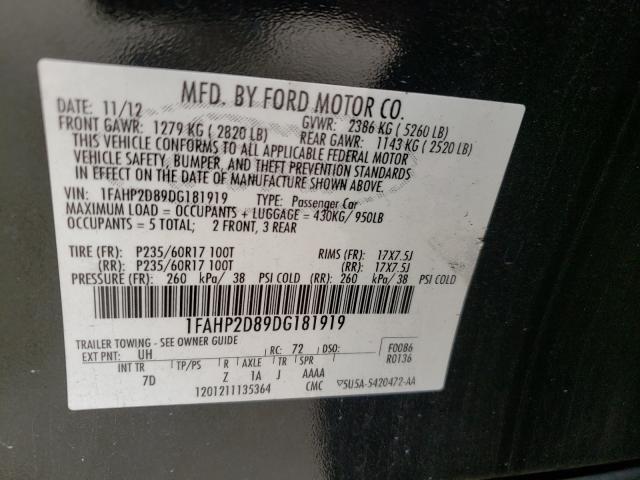 MFD. BY FORD MOTOR CO.
DATE: 11/12 GVWR: 2386 KG ( 5260 LB)
FRONT GAWR: 1279 KG ( 2820 LB) REAR GAWR: 1143 KG ( 2520 LB)
THIS VEHICLE CONFORMS TO ALL APPLICABLE FEDERAL MOTOR
VEHICLE SAFETY, BUMPER, AND THEFT PREVENTION STANDARDS
IN EFFECT ON THE DATE OF MANUFACTURE SHOWN ABOVE.
VIN: 1FAHP2D89DG181919 TYPE: Passenger Car
MAXIMUM LOAD = OCCUPANTS + LUGGAGE = 430KG/ 950LB
OCCUPANTS = 5 TOTAL; 2 FRONT, 3 REAR
TIRE (FR): P235/60R17 100T RIMS (FR): 17X7.5J
(RR): P235/60R17 100T (RR): 17X7.5J
PRESSURE (FR): 260 kPa/ 38 PSI COLD (RR): 260 kPa/ 38 PSI COLD
1FAHP2D89DG181919
TRAILER TOWING - SEE OWNER GUIDE
EXT PNT: UH RC: 72 DSO: F0086
INT TR TP/PS R AXLE TR SPR R0136
7D Z 1A J AAAA
1201211135364 CMC 5U5A-5420472-AA